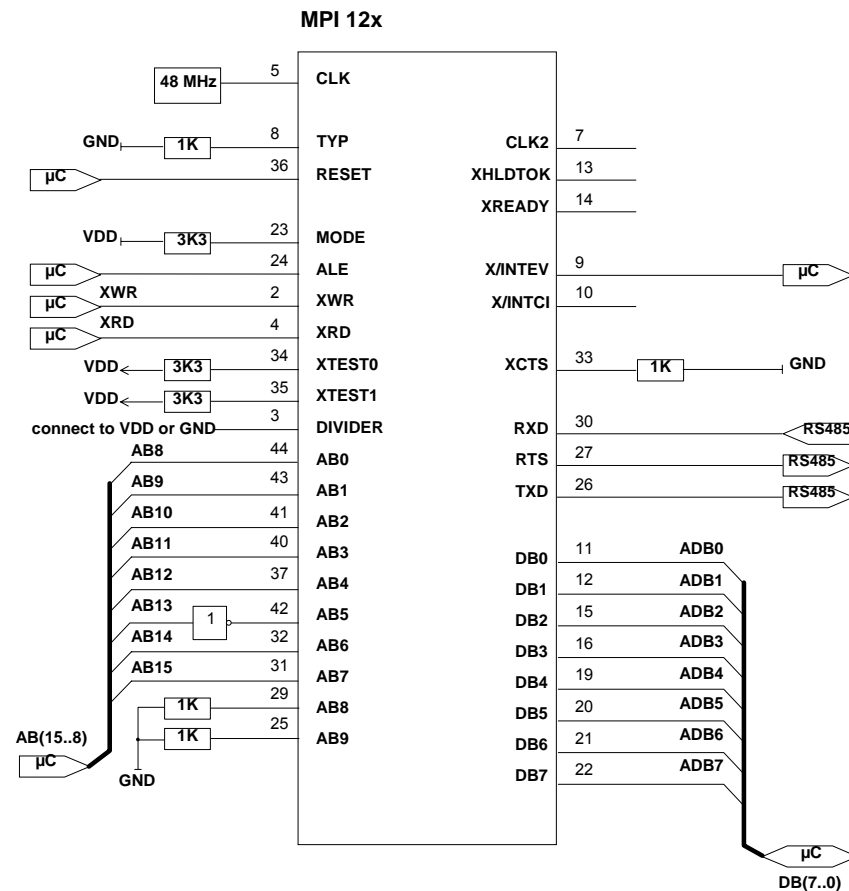 MPI 12x
48 MHz 5 CLK
GND 1K 8 TYP
µC 36 RESET
VDD 3K3 23 MODE
µC 24 ALE
µC XWR 2 XWR
µC XRD 4 XRD
VDD 3K3 34 XTEST0
VDD 3K3 35 XTEST1
connect to VDD or GND 3 DIVIDER
AB8 44 AB0
AB9 43 AB1
AB10 41 AB2
AB11 40 AB3
AB12 37 AB4
AB13 1 42 AB5
AB14 32 AB6
AB15 31 AB7
1K 29 AB8
1K 25 AB9
AB(15..8)
µC
GND
CLK2 7
XHLDTOK 13
XREADY 14
X/INTEV 9 µC
X/INTCI 10
XCTS 33 1K GND
RXD 30 RS485
RTS 27 RS485
TXD 26 RS485
DB0 11 ADB0
DB1 12 ADB1
DB2 15 ADB2
DB3 16 ADB3
DB4 19 ADB4
DB5 20 ADB5
DB6 21 ADB6
DB7 22 ADB7
µC
DB(7..0)